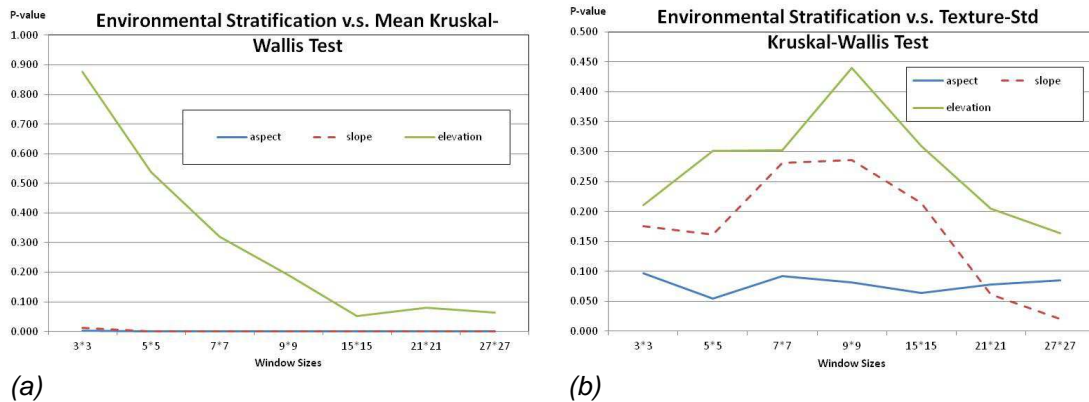 P-value
Environmental Stratification v.s. Mean Kruskal-
Wallis Test
1.000
0.900
0.800
0.700
0.600
0.500
0.400
0.300
0.200
0.100
0.000
aspect slope elevation
3*3 5*5 7*7 9*9 15*15 21*21 27*27
Window Sizes
(a)
P-value
Environmental Stratification v.s. Texture-Std
Kruskal-Wallis Test
0.500
0.450
0.400
0.350
0.300
0.250
0.200
0.150
0.100
0.050
0.000
aspect slope
elevation
3*3 5*5 7*7 9*9 15*15 21*21 27*27
Window Sizes
(b)